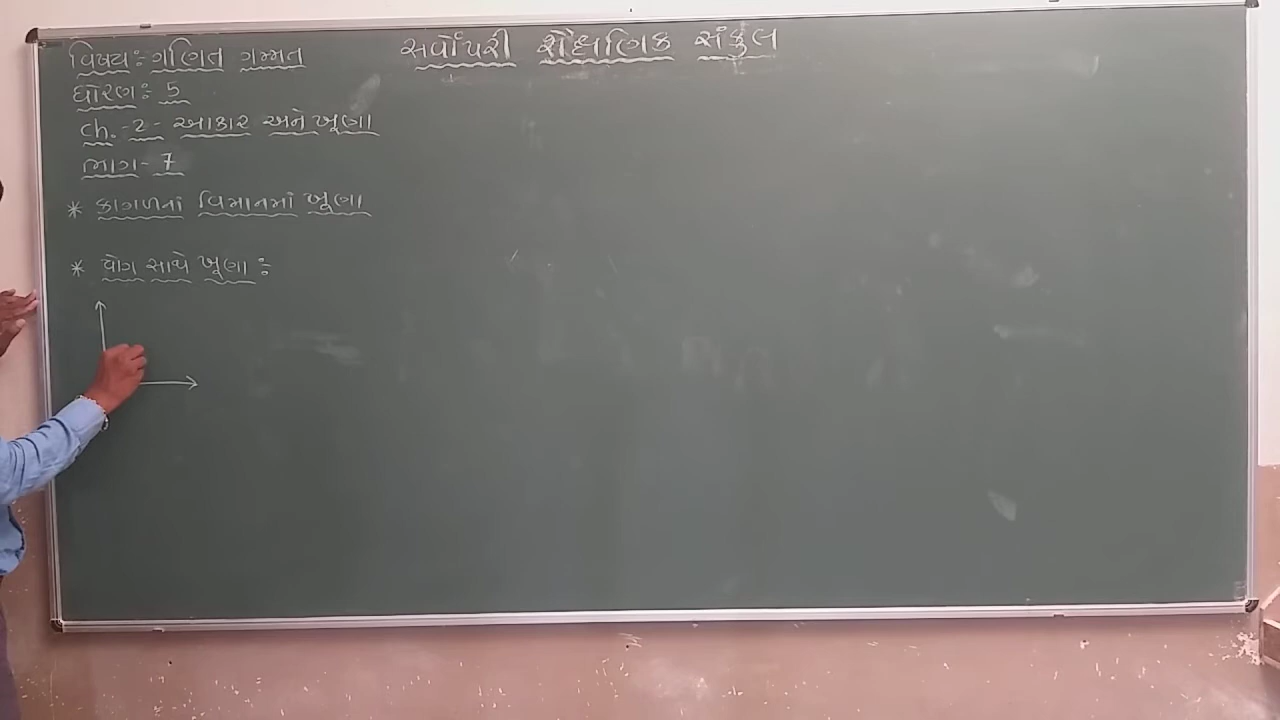 સર્વોપરી શૈક્ષણિક સંકુલ
વિષય:- ગણિત ગમ્મત
ધોરણ:- 5
ch.-2- આકાર અને ખૂણા
ભાગ- 7
* કાગળનાં વિમાનમાં ખૂણા
* યોગ સાથે ખૂણા :-